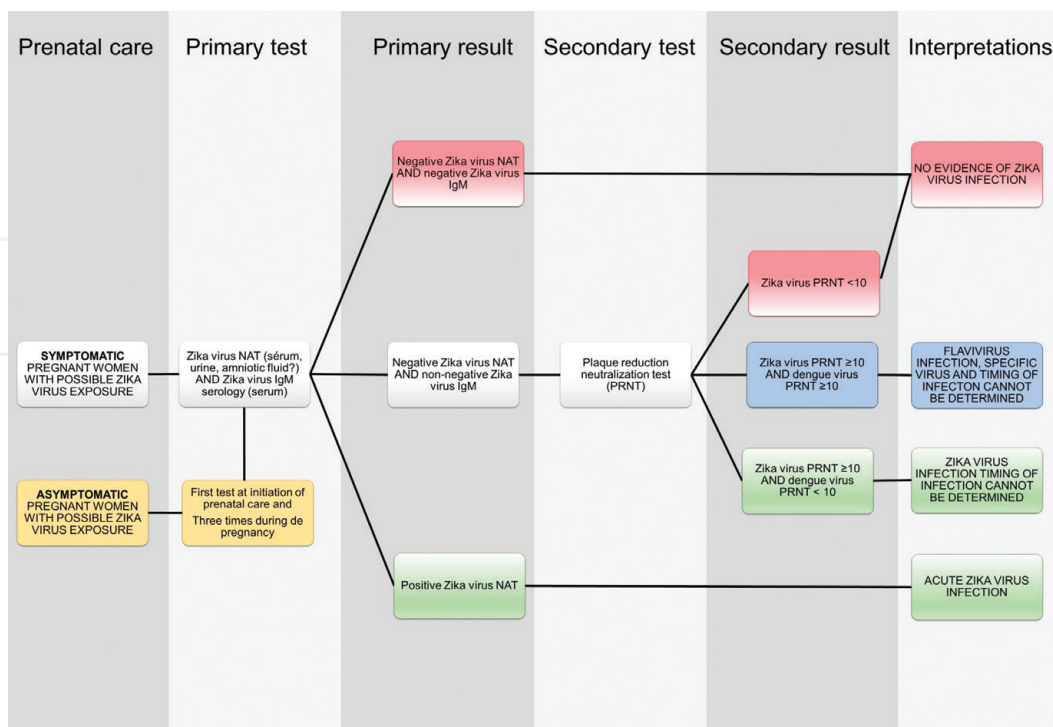 Prenatal care
Primary test
Primary result
Secondary test
Secondary result
Interpretations
Negative Zika virus NAT
AND negative Zika virus
IgM
NO EVIDENCE OF ZIKA
VIRUS INFECTION
Zika virus PRNT <10
SYMPTOMATIC
PREGNANT WOMEN
WITH POSSIBLE ZIKA
VIRUS EXPOSURE
Zika virus NAT (sérum,
urine, amniotic fluid?)
AND Zika virus IgM
serology (serum)
Negative Zika virus NAT
AND non-negative Zika
virus IgM
Plaque reduction
neutralization test
(PRNT)
Zika virus PRNT ≥10
AND dengue virus
PRNT ≥10
FLAVIVIRUS
INFECTION, SPECIFIC
VIRUS AND TIMING OF
INFECTON CANNOT
BE DETERMINED
ASYMPTOMATIC
PREGNANT WOMEN
WITH POSSIBLE ZIKA
VIRUS EXPOSURE
First test at initiation of
prenatal care and
Three times during de
pregnancy
Zika virus PRNT ≥10
AND dengue virus
PRNT < 10
ZIKA VIRUS
INFECTION TIMING OF
INFECTION CANNOT
BE DETERMINED
Positive Zika virus NAT
ACUTE ZIKA VIRUS
INFECTION